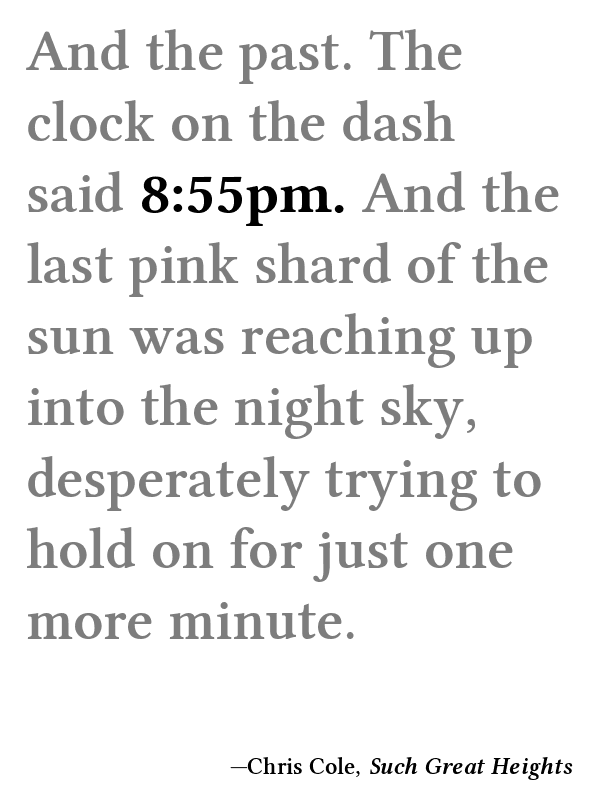 And the past. The
clock on the dash
said 8:55pm. And the
last pink shard of the
sun was reaching up
into the night sky,
desperately trying to
hold on for just one
more minute.
—Chris Cole, Such Great Heights